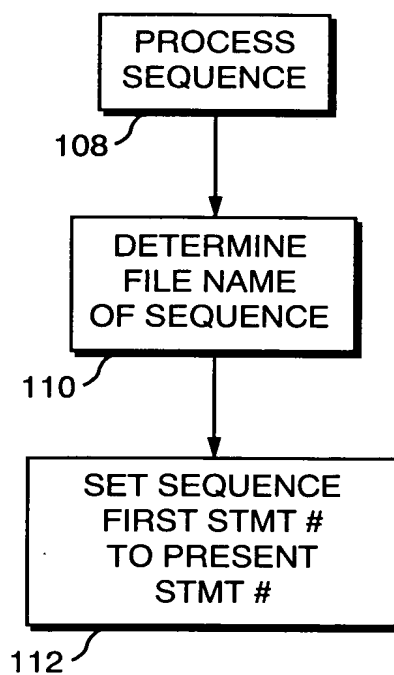 PROCESS
SEQUENCE
108
DETERMINE
FILE NAME
OF SEQUENCE
110
SET SEQUENCE
FIRST STMT #
TO PRESENT
STMT #
112